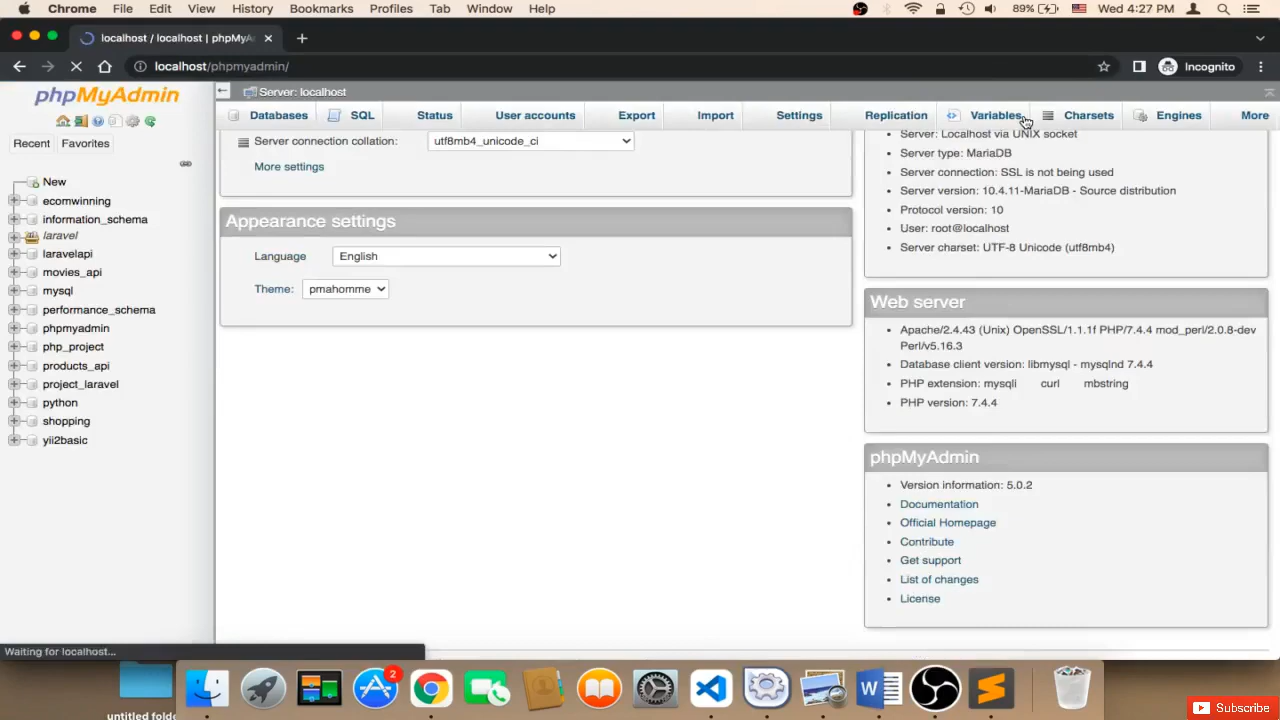 Chrome File Edit View History Bookmarks Profiles Tab Window Help 89% Wed 4:27 PM
localhost / localhost | phpMyA
localhost/phpmyadmin/ Incognito
phpMyAdmin
Recent Favorites
New
ecomwinning
information_schema
laravel
laravelapi
movies_api
mysql
performance_schema
phpmyadmin
php_project
products_api
project_laravel
python
shopping
yii2basic
Server: localhost
Databases SQL Status User accounts Export Import Settings Replication Variables Charsets Engines More
Server connection collation: utf8mb4_unicode_ci
More settings
Appearance settings
Language English
Theme: pmahomme
Server: Localhost via UNIX socket
Server type: MariaDB
Server connection: SSL is not being used
Server version: 10.4.11-MariaDB - Source distribution
Protocol version: 10
User: root@localhost
Server charset: UTF-8 Unicode (utf8mb4)
Web server
Apache/2.4.43 (Unix) OpenSSL/1.1.1f PHP/7.4.4 mod_perl/2.0.8-dev
Perl/v5.16.3
Database client version: libmysql - mysqlnd 7.4.4
PHP extension: mysqli curl mbstring
PHP version: 7.4.4
phpMyAdmin
Version information: 5.0.2
Documentation
Official Homepage
Contribute
Get support
List of changes
License
Waiting for localhost...
2
untitled folde
Subscribe